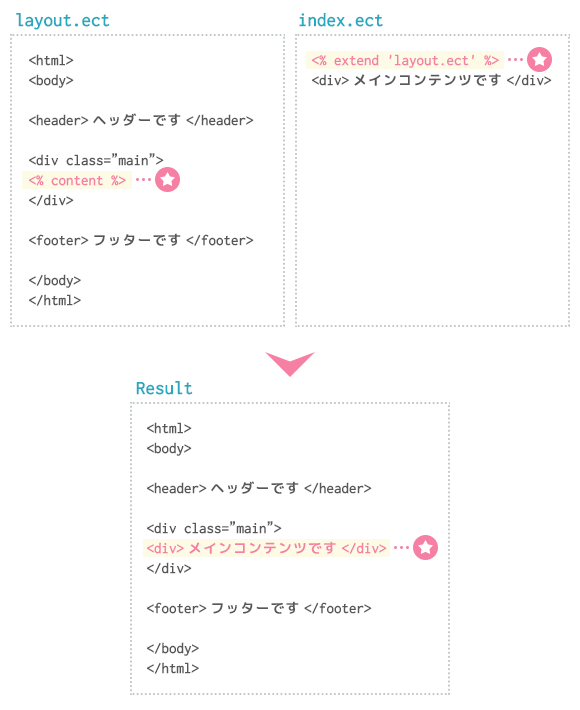 layout.ect
<html>
<body>
<header>ヘッダーです</header>
<div class=”main”>
<% content %>
</div>
<footer>フッターです</footer>
</body>
</html>
index.ect
<% extend 'layout.ect' %>
<div>メインコンテンツです</div>
Result
<html>
<body>
<header>ヘッダーです</header>
<div class=”main”>
<div>メインコンテンツです</div>
</div>
<footer>フッターです</footer>
</body>
</html>